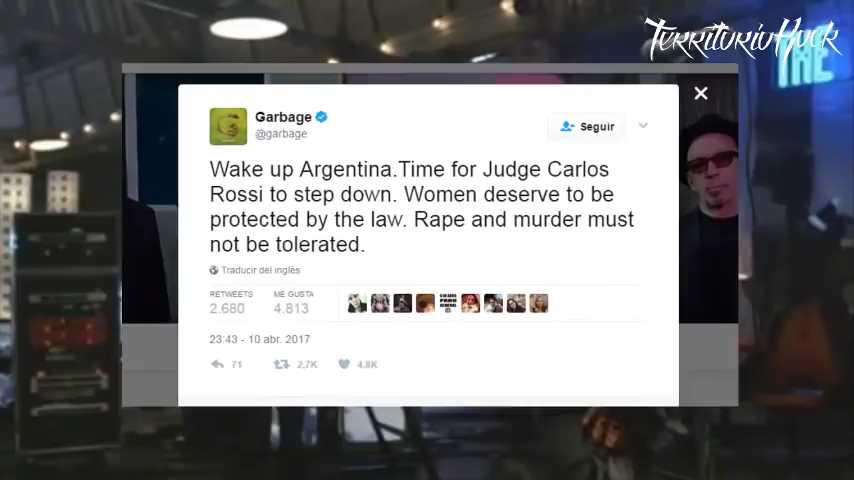 TERRITORIOROCK
THE
Garbage
@garbage
Seguir
Wake up Argentina.Time for Judge Carlos
Rossi to step down. Women deserve to be
protected by the law. Rape and murder must
not be tolerated.
Traducir del inglés
RETWEETS ME GUSTA
2.680 4.813
23:43 - 10 abr. 2017
71 2,7K 4,8K